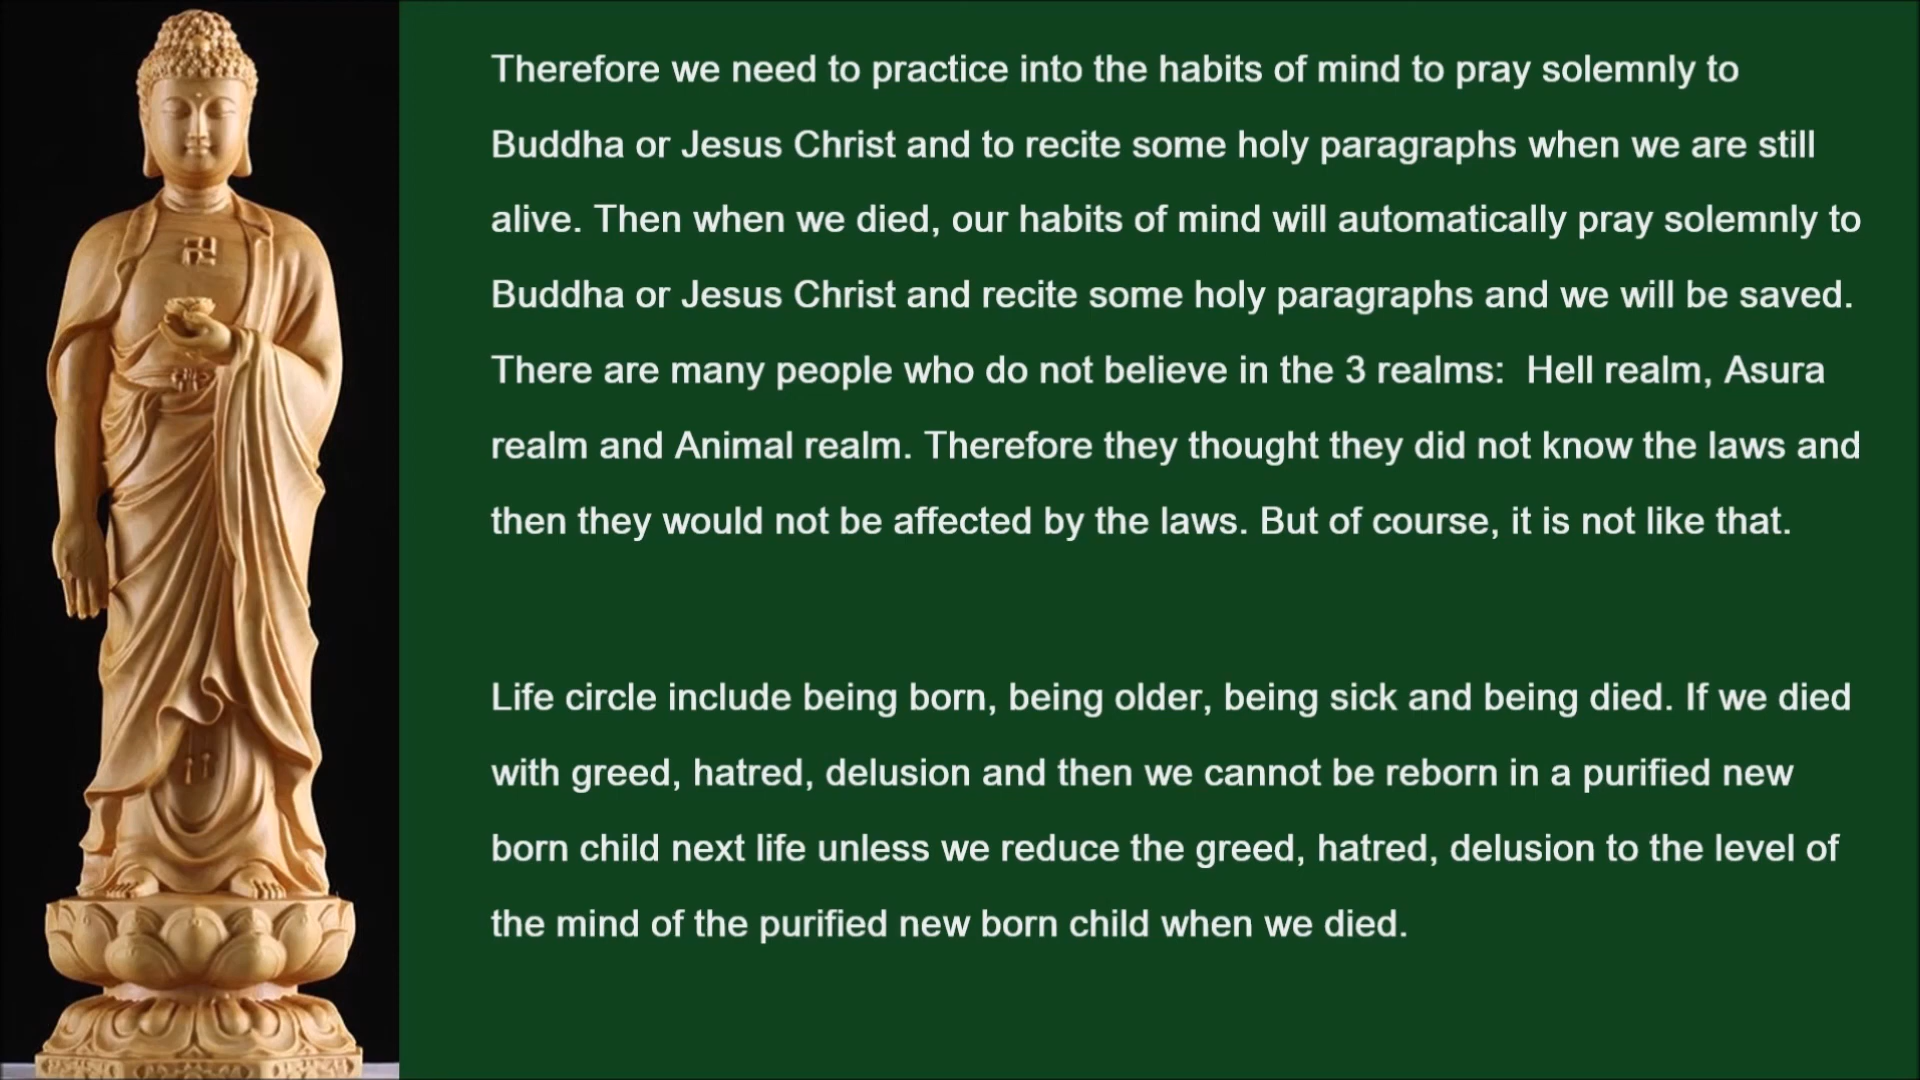 Therefore we need to practice into the habits of mind to pray solemnly to
Buddha or Jesus Christ and to recite some holy paragraphs when we are still
alive. Then when we died, our habits of mind will automatically pray solemnly to
Buddha or Jesus Christ and recite some holy paragraphs and we will be saved.
There are many people who do not believe in the 3 realms:  Hell realm, Asura
realm and Animal realm. Therefore they thought they did not know the laws and
then they would not be affected by the laws. But of course, it is not like that.
Life circle include being born, being older, being sick and being died. If we died
with greed, hatred, delusion and then we cannot be reborn in a purified new
born child next life unless we reduce the greed, hatred, delusion to the level of
the mind of the purified new born child when we died.